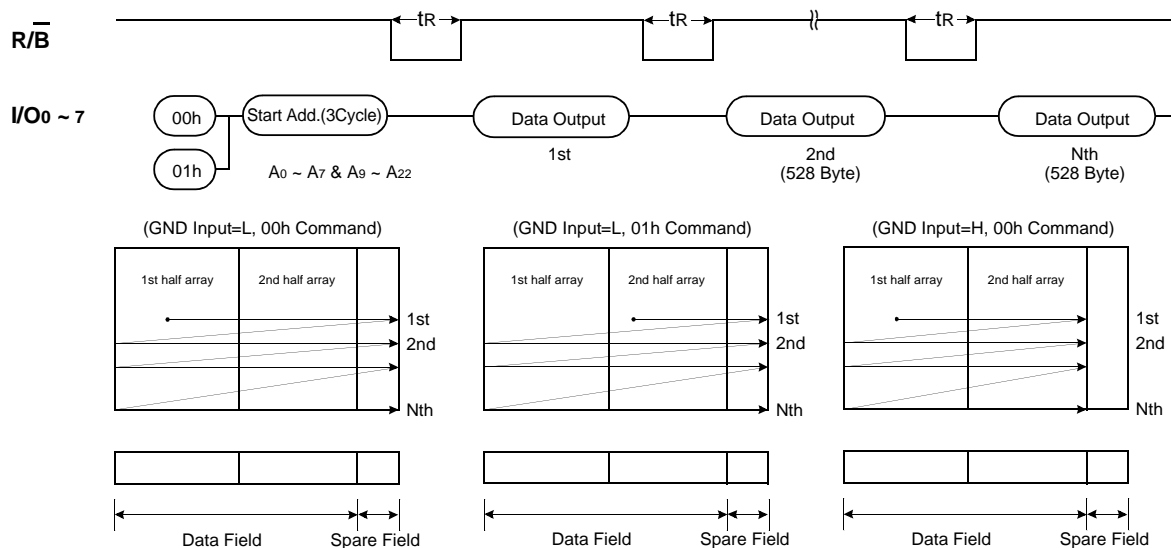 tR tR tR
R/B
I/O0 ~ 7
00h Start Add.(3Cycle) Data Output Data Output Data Output
01h
A0 ~ A7 & A9 ~ A22
1st 2nd Nth
(528 Byte) (528 Byte)
(GND Input=L, 00h Command) (GND Input=L, 01h Command) (GND Input=H, 00h Command)
1st half array 2nd half array 1st half array 2nd half array 1st half array 2nd half array
1st 1st 1st
2nd 2nd 2nd
Nth Nth Nth
Data Field Spare Field Data Field Spare Field Data Field Spare Field